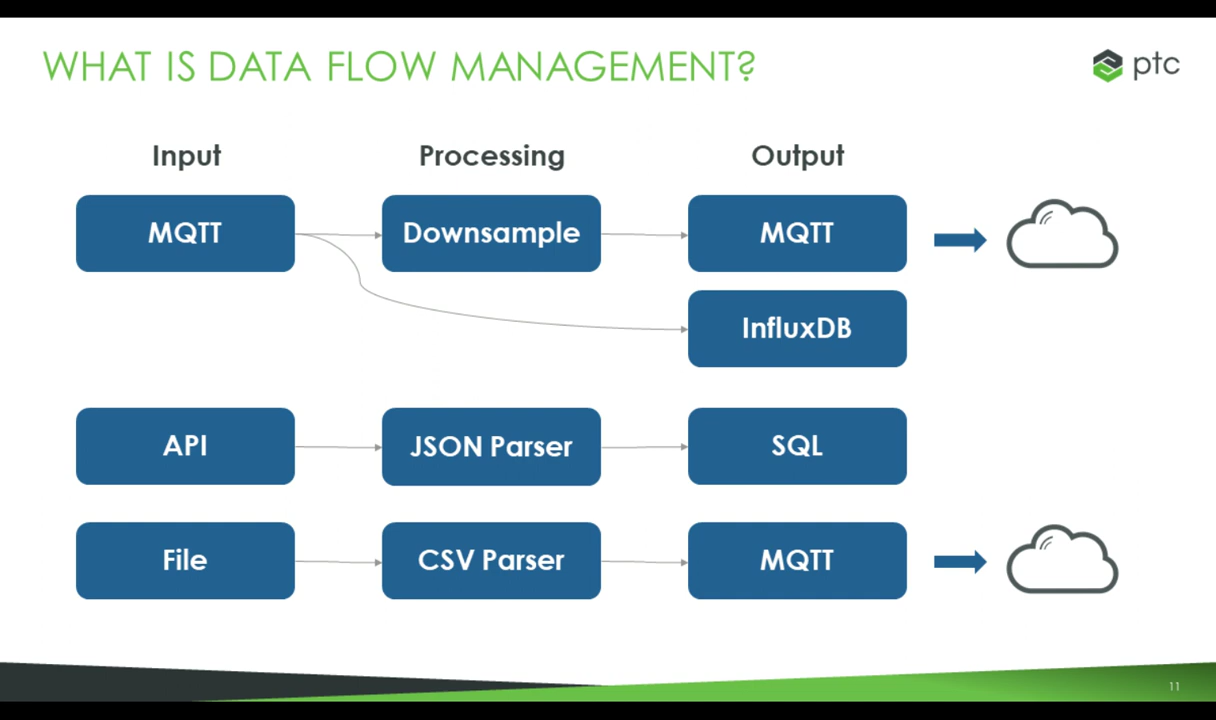 WHAT IS DATA FLOW MANAGEMENT?
ptc
Input
Processing
Output
MQTT
Downsample
MQTT
InfluxDB
API
JSON Parser
SQL
File
CSV Parser
MQTT
11